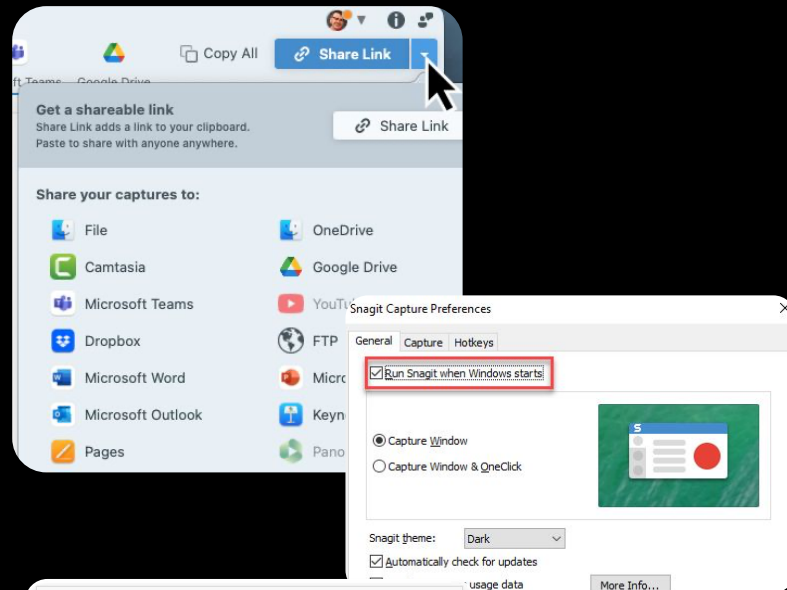 Copy All
Share Link
ft Teams Google Drive
Get a shareable link
Share Link adds a link to your clipboard.
Paste to share with anyone anywhere.
Share Link
Share your captures to:
File
OneDrive
Camtasia
Google Drive
Microsoft Teams
YouTu
Dropbox
FTP
Microsoft Word
Micro
Microsoft Outlook
Keyn
Pages
Pano
Snagit Capture Preferences
General Capture Hotkeys
Run Snagit when Windows starts
Capture Window
Capture Window & OneClick
S
Snagit theme: Dark
Automatically check for updates
usage data
More Info...